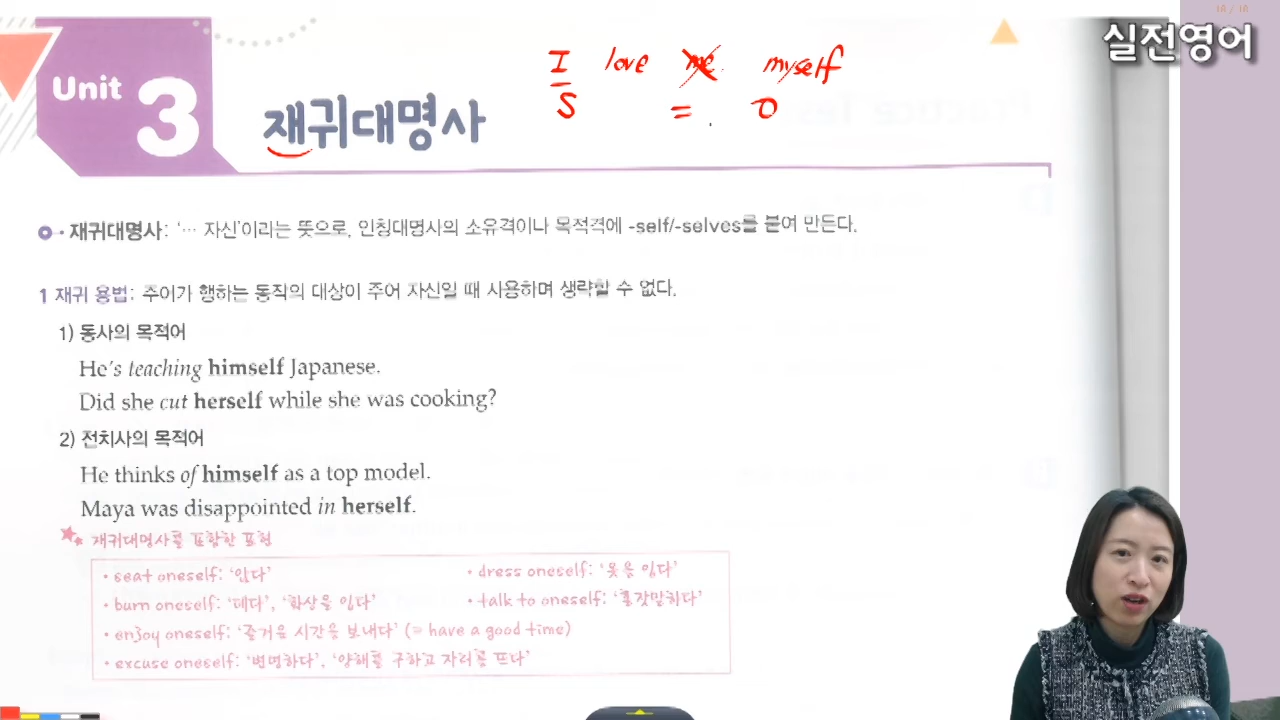 18 / 18
실전영어
I love me myself
S = O
Unit 3 재귀대명사
· 재귀대명사: ‘… 자신’이라는 뜻으로, 인칭대명사의 소유격이나 목적격에 -self/-selves를 붙여 만든다.
1 재귀 용법: 주어가 행하는 동작의 대상이 주어 자신일 때 사용하며 생략할 수 없다.
1) 동사의 목적어
He's teaching himself Japanese.
Did she cut herself while she was cooking?
2) 전치사의 목적어
He thinks of himself as a top model.
Maya was disappointed in herself.
재귀대명사를 포함한 표현
• seat oneself: ‘앉다’ • dress oneself: ‘옷을 입다’
• burn oneself: ‘데다’, ‘화상을 입다’ • talk to oneself: ‘혼잣말하다’
• enjoy oneself: ‘즐거운 시간을 보내다’ (= have a good time)
• excuse oneself: ‘변명하다’, ‘양해를 구하고 자리를 뜨다’